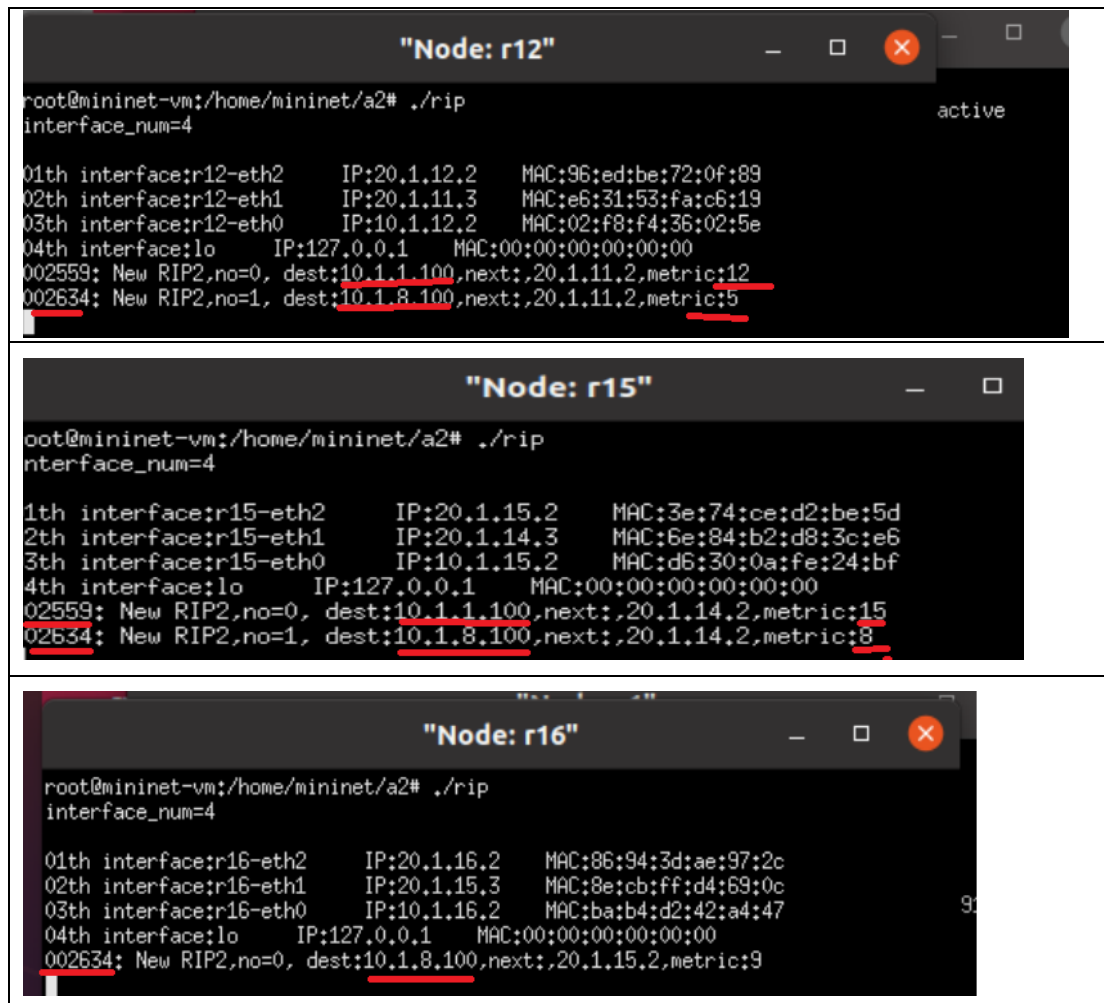 "Node: r12"
root@mininet-vm:/home/mininet/a2# ./rip
interface_num=4
active
01th interface:r12-eth2 IP:20.1.12.2 MAC:96:ed:be:72:0f:89
02th interface:r12-eth1 IP:20.1.11.3 MAC:e6:31:53:fa:c6:19
03th interface:r12-eth0 IP:10.1.12.2 MAC:02:f8:f4:36:02:5e
04th interface:lo IP:127.0.0.1 MAC:00:00:00:00:00:00
002559: New RIP2,no=0, dest:10.1.1.100,next:,20.1.11.2,metric:12
002634: New RIP2,no=1, dest:10.1.8.100,next:,20.1.11.2,metric:5
"Node: r15"
oot@mininet-vm:/home/mininet/a2# ./rip
nterface_num=4
1th interface:r15-eth2 IP:20.1.15.2 MAC:3e:74:ce:d2:be:5d
2th interface:r15-eth1 IP:20.1.14.3 MAC:6e:84:b2:d8:3c:e6
3th interface:r15-eth0 IP:10.1.15.2 MAC:d6:30:0a:fe:24:bf
4th interface:lo IP:127.0.0.1 MAC:00:00:00:00:00:00
02559: New RIP2,no=0, dest:10.1.1.100,next:,20.1.14.2,metric:15
02634: New RIP2,no=1, dest:10.1.8.100,next:,20.1.14.2,metric:8
"Node: r16"
root@mininet-vm:/home/mininet/a2# ./rip
interface_num=4
01th interface:r16-eth2 IP:20.1.16.2 MAC:86:94:3d:ae:97:2c
02th interface:r16-eth1 IP:20.1.15.3 MAC:8e:cb:ff:d4:69:0c
03th interface:r16-eth0 IP:10.1.16.2 MAC:ba:b4:d2:42:a4:47
04th interface:lo IP:127.0.0.1 MAC:00:00:00:00:00:00
002634: New RIP2,no=0, dest:10.1.8.100,next:,20.1.15.2,metric:9